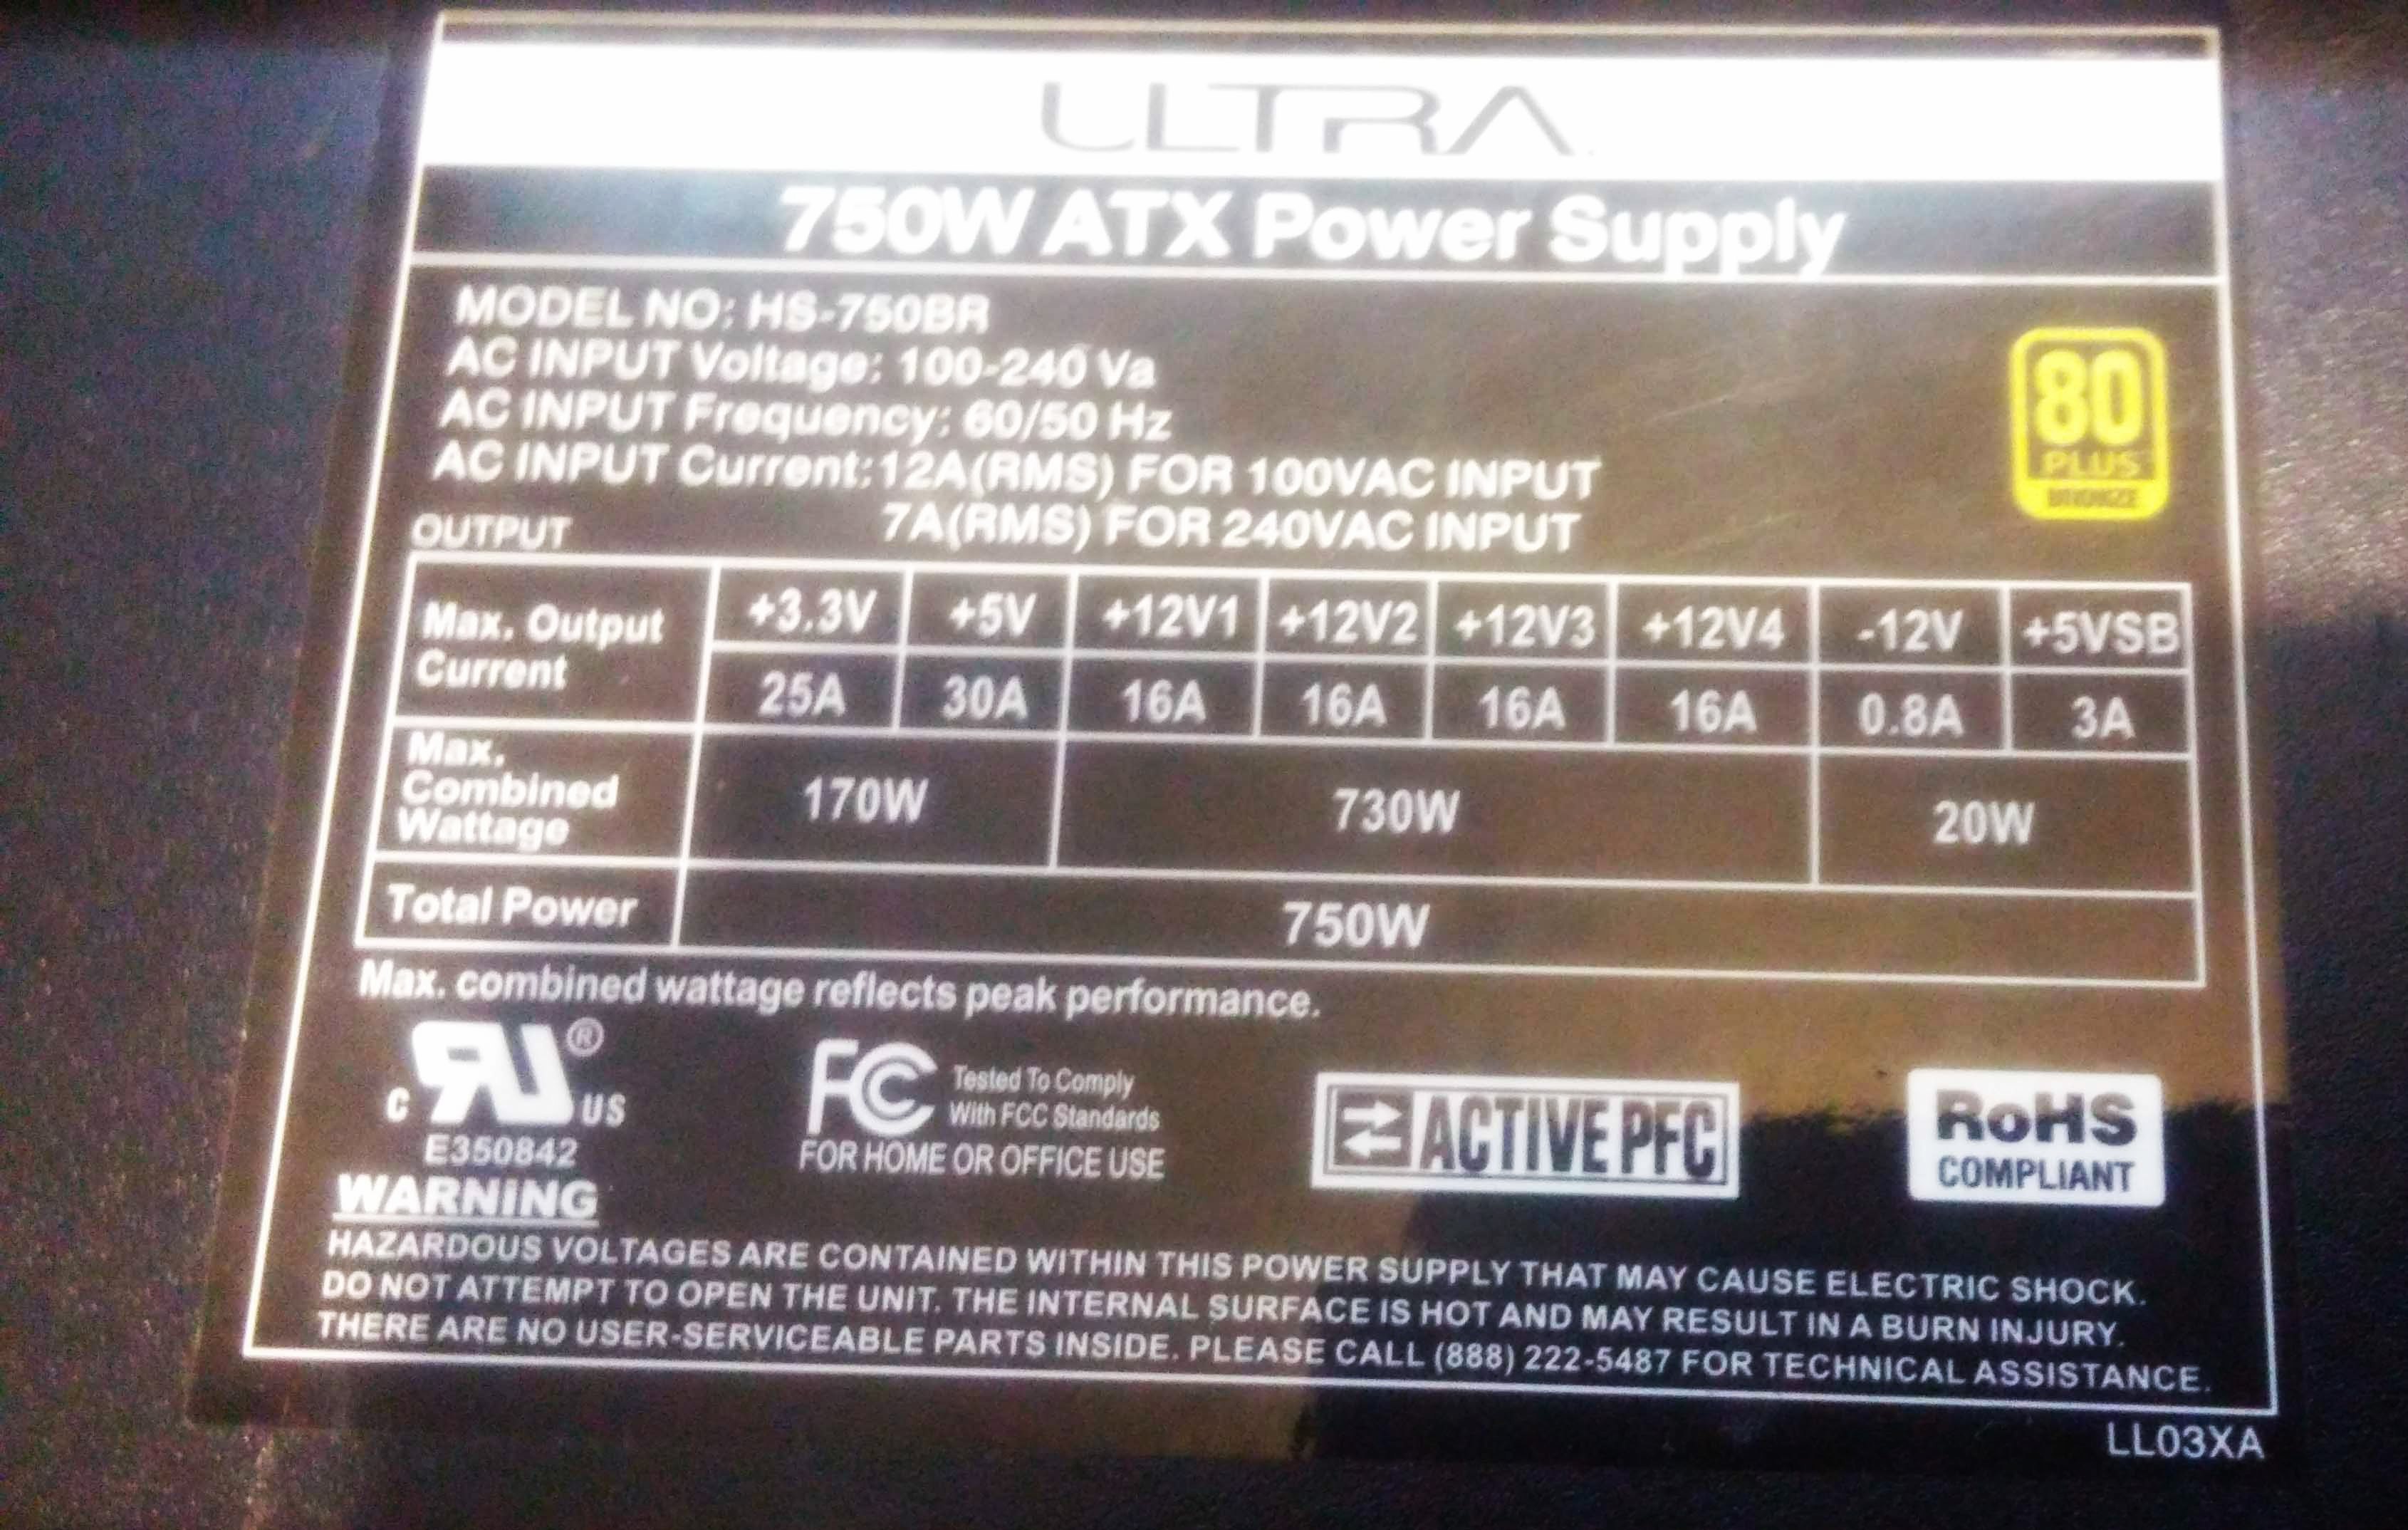 ULTRA
750W ATX Power Supply
MODEL NO: HS-750BR
AC INPUT Voltage: 100-240 Va
AC INPUT Frequency: 60/50 Hz
AC INPUT Current: 12A(RMS) FOR 100VAC INPUT
7A(RMS) FOR 240VAC INPUT
80
PLUS
BRONZE
OUTPUT
Max. Output Current +3.3V +5V +12V1 +12V2 +12V3 +12V4 -12V +5VSB
25A 30A 16A 16A 16A 16A 0.8A 3A
Max. Combined Wattage 170W 730W 20W
Total Power 750W
Max. combined wattage reflects peak performance.
c RU ® US
E350842
FC Tested To Comply
With FCC Standards
FOR HOME OR OFFICE USE
ACTIVE PFC
RoHS
COMPLIANT
WARNING
HAZARDOUS VOLTAGES ARE CONTAINED WITHIN THIS POWER SUPPLY THAT MAY CAUSE ELECTRIC SHOCK.
DO NOT ATTEMPT TO OPEN THE UNIT. THE INTERNAL SURFACE IS HOT AND MAY RESULT IN A BURN INJURY.
THERE ARE NO USER-SERVICEABLE PARTS INSIDE. PLEASE CALL (888) 222-5487 FOR TECHNICAL ASSISTANCE.
LL03XA